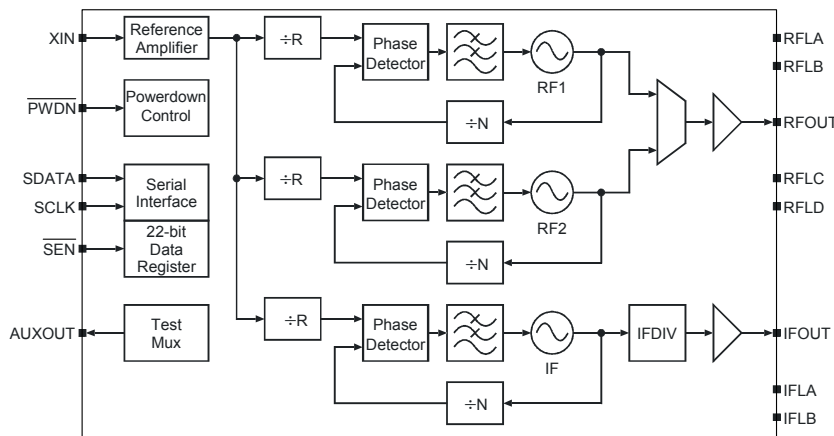 XIN
Reference
Amplifier
÷R
Phase
Detector
RF1
÷N
RFLA
RFLB
PWDN
Powerdown
Control
RFOUT
SDATA
SCLK
Serial
Interface
÷R
Phase
Detector
RF2
÷N
RFLC
RFLD
SEN
22-bit
Data
Register
AUXOUT
Test
Mux
÷R
Phase
Detector
IF
÷N
IFDIV
IFOUT
IFLA
IFLB